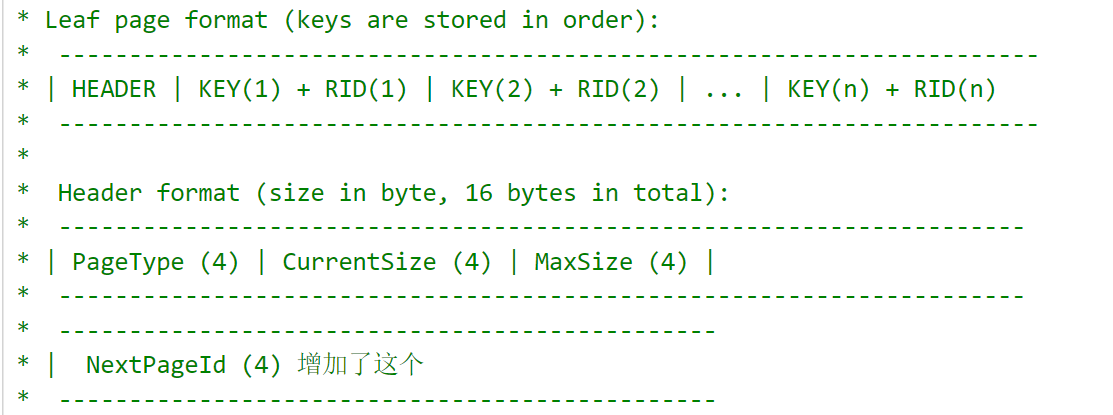 * Leaf page format (keys are stored in order):
*  ----------------------------------------------------------------------
* | HEADER | KEY(1) + RID(1) | KEY(2) + RID(2) | ... | KEY(n) + RID(n)
*  ----------------------------------------------------------------------
*
*  Header format (size in byte, 16 bytes in total):
*  ---------------------------------------------------------------------
* | PageType (4) | CurrentSize (4) | MaxSize (4) |
*  ---------------------------------------------------------------------
*  -----------------------------------------------
* |  NextPageId (4) 增加了这个
*  -----------------------------------------------